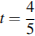 t = 4/5